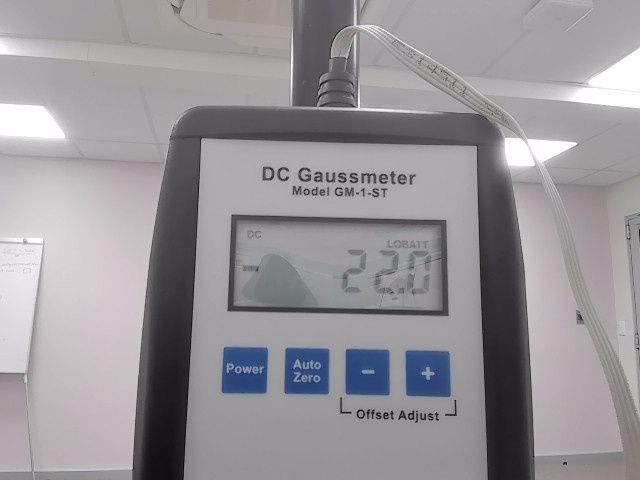 DC Gaussmeter
Model GM-1-ST
DC
LOBATT
- 22.0
Power
Auto
Zero
-
+
Offset Adjust